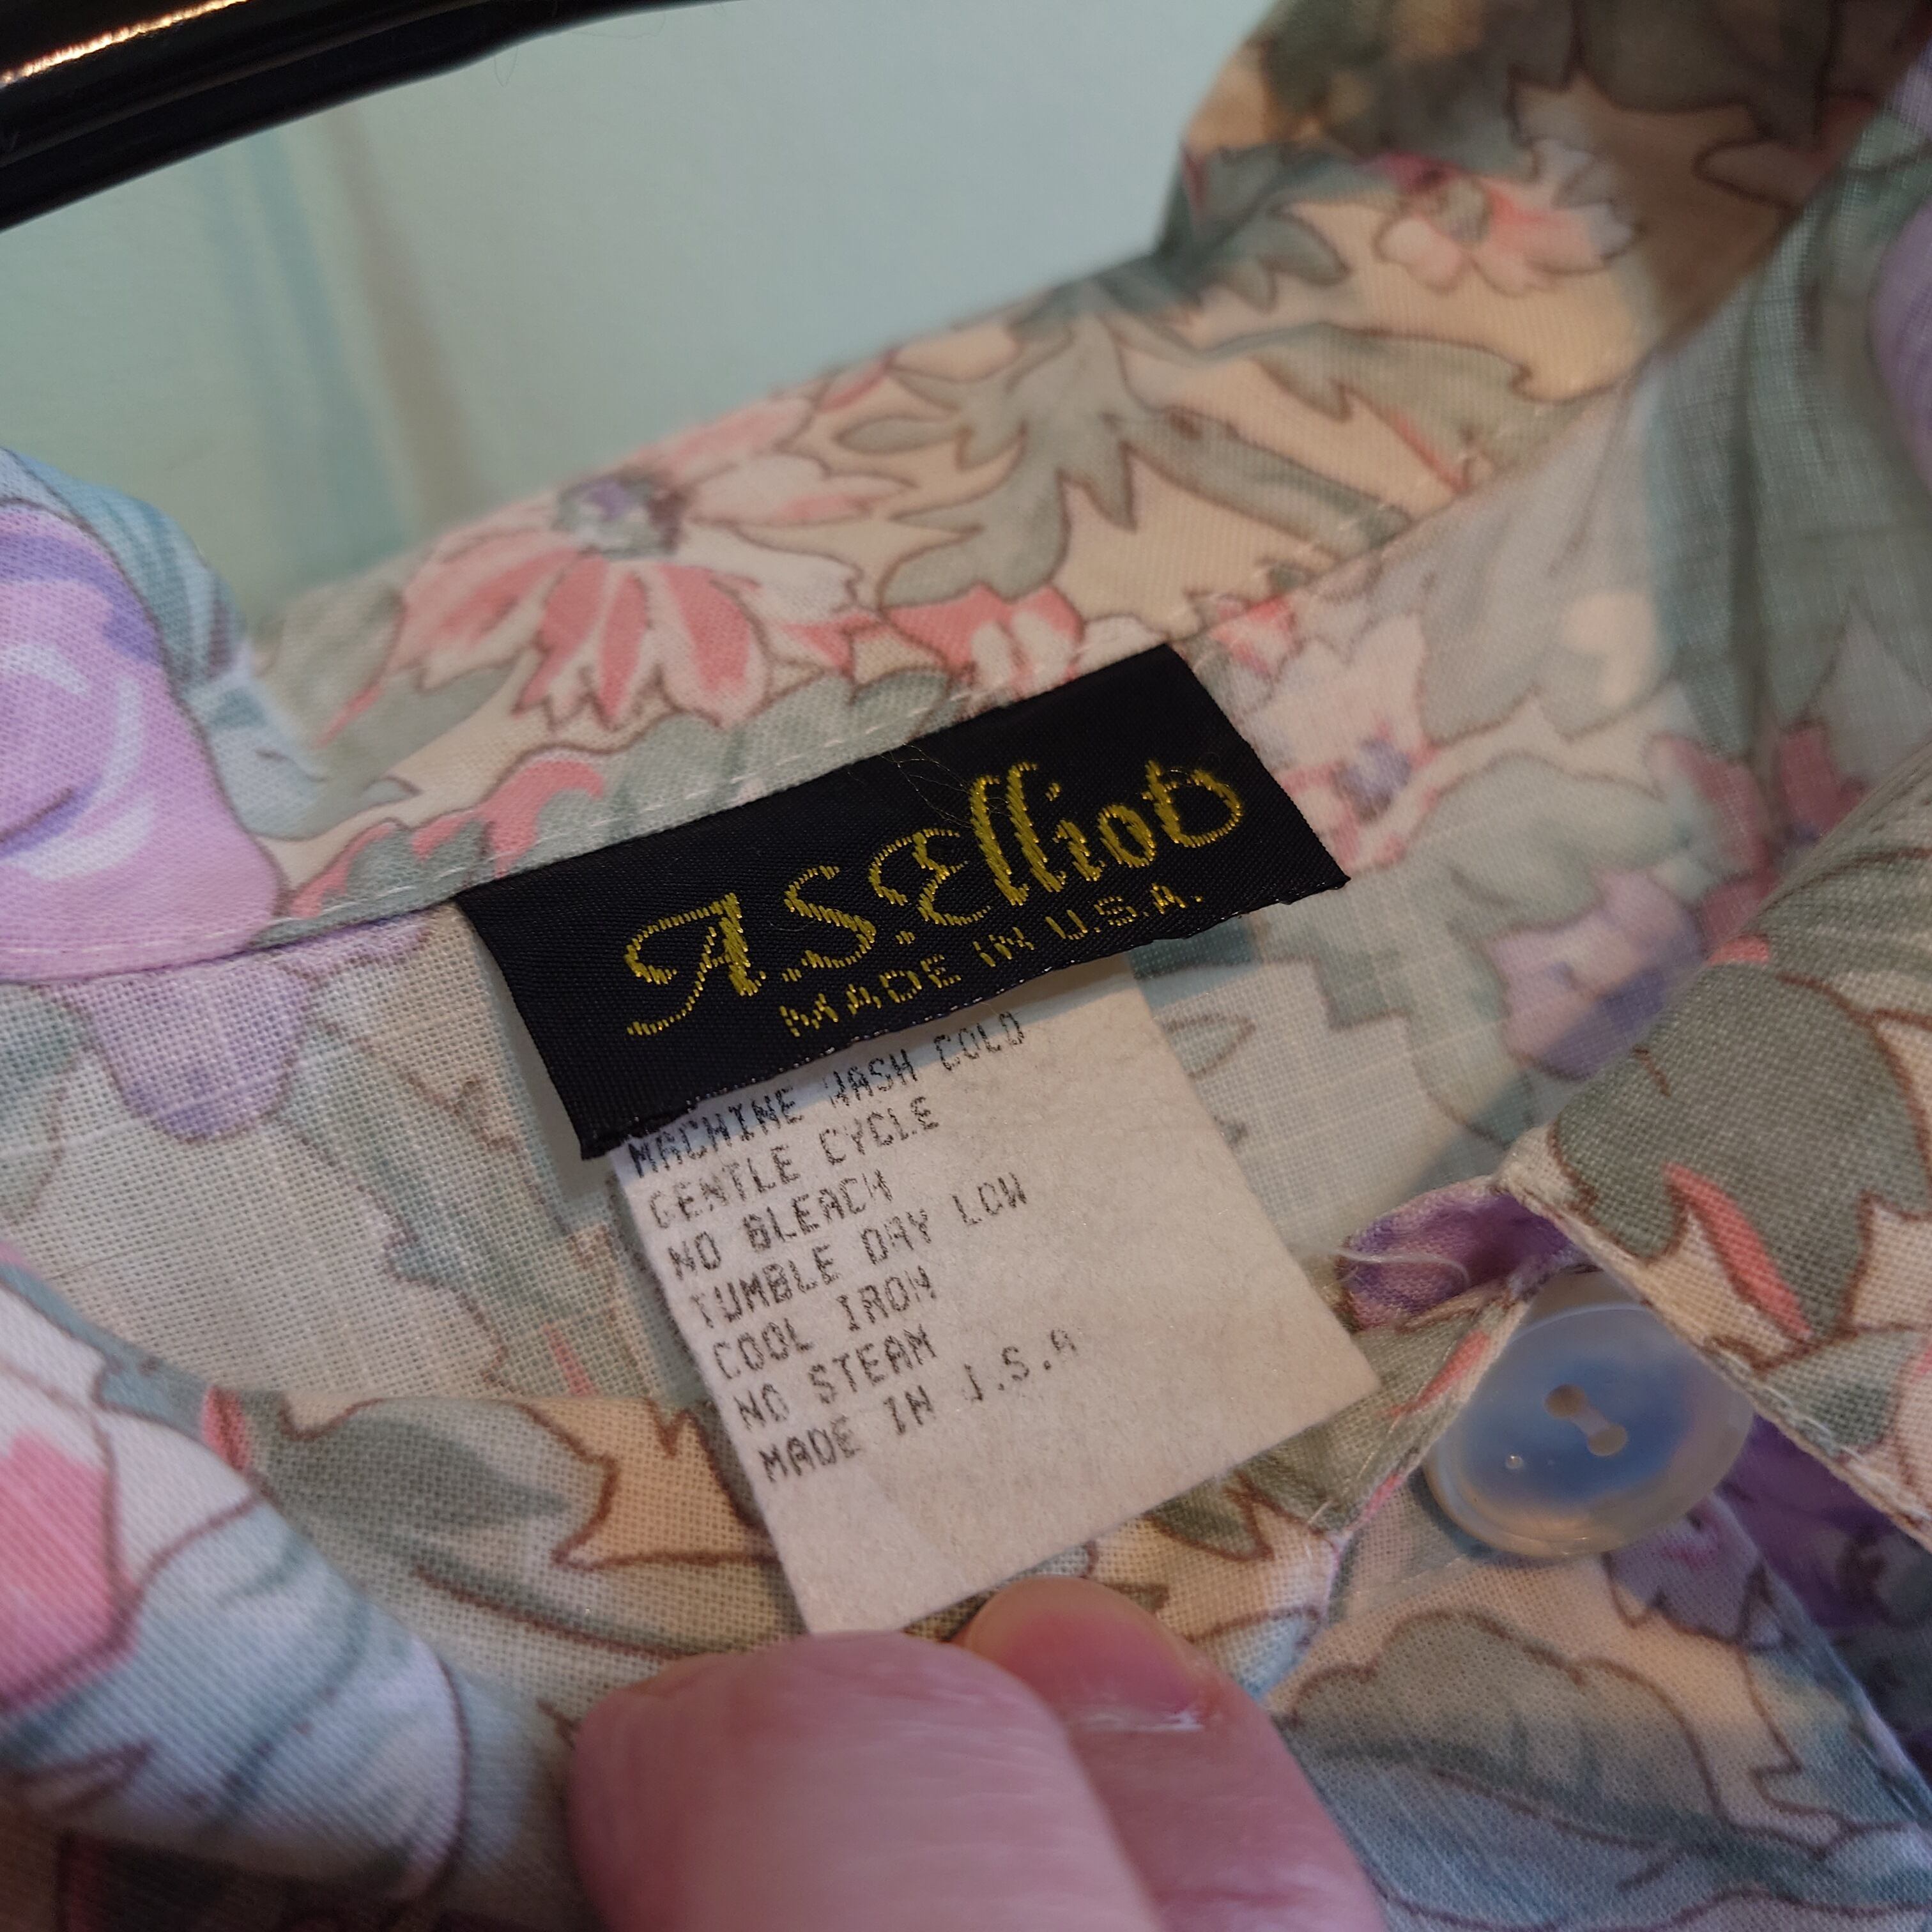 A.S.Elliot
MADE IN U.S.A.
MACHINE WASH COLD
GENTLE CYCLE
NO BLEACH
TUMBLE DRY LOW
COOL IRON
NO STEAM
MADE IN U.S.A